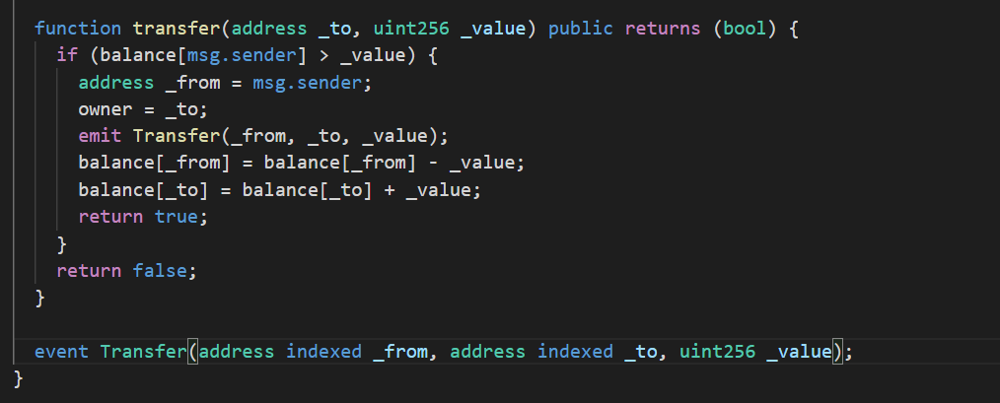 function transfer(address _to, uint256 _value) public returns (bool) {
if (balance[msg.sender] > _value) {
address _from = msg.sender;
owner = _to;
emit Transfer(_from, _to, _value);
balance[_from] = balance[_from] - _value;
balance[_to] = balance[_to] + _value;
return true;
}
return false;
}
event Transfer(address indexed _from, address indexed _to, uint256 _value);
}